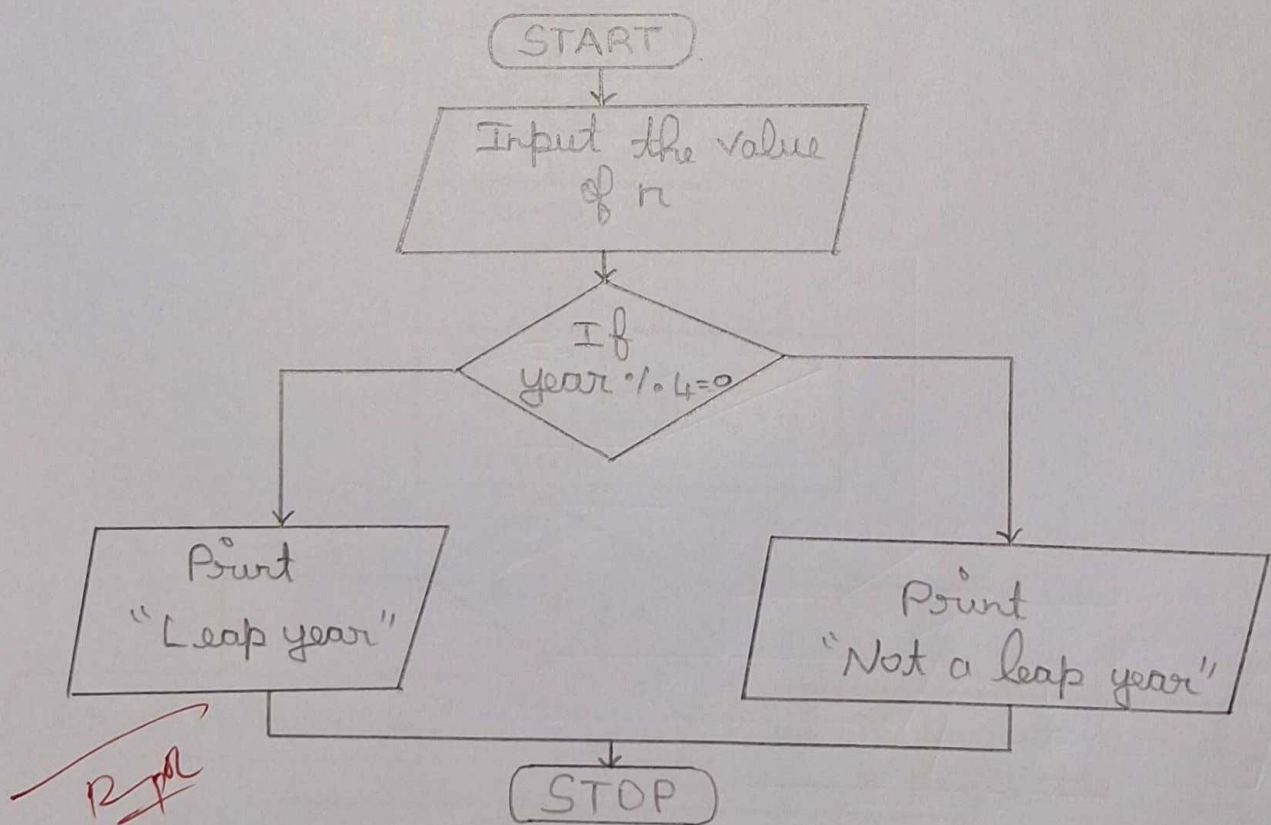 START
Input the value
of n
If
year % 4=0
Print
"Leap year"
Print
"Not a leap year"
STOP